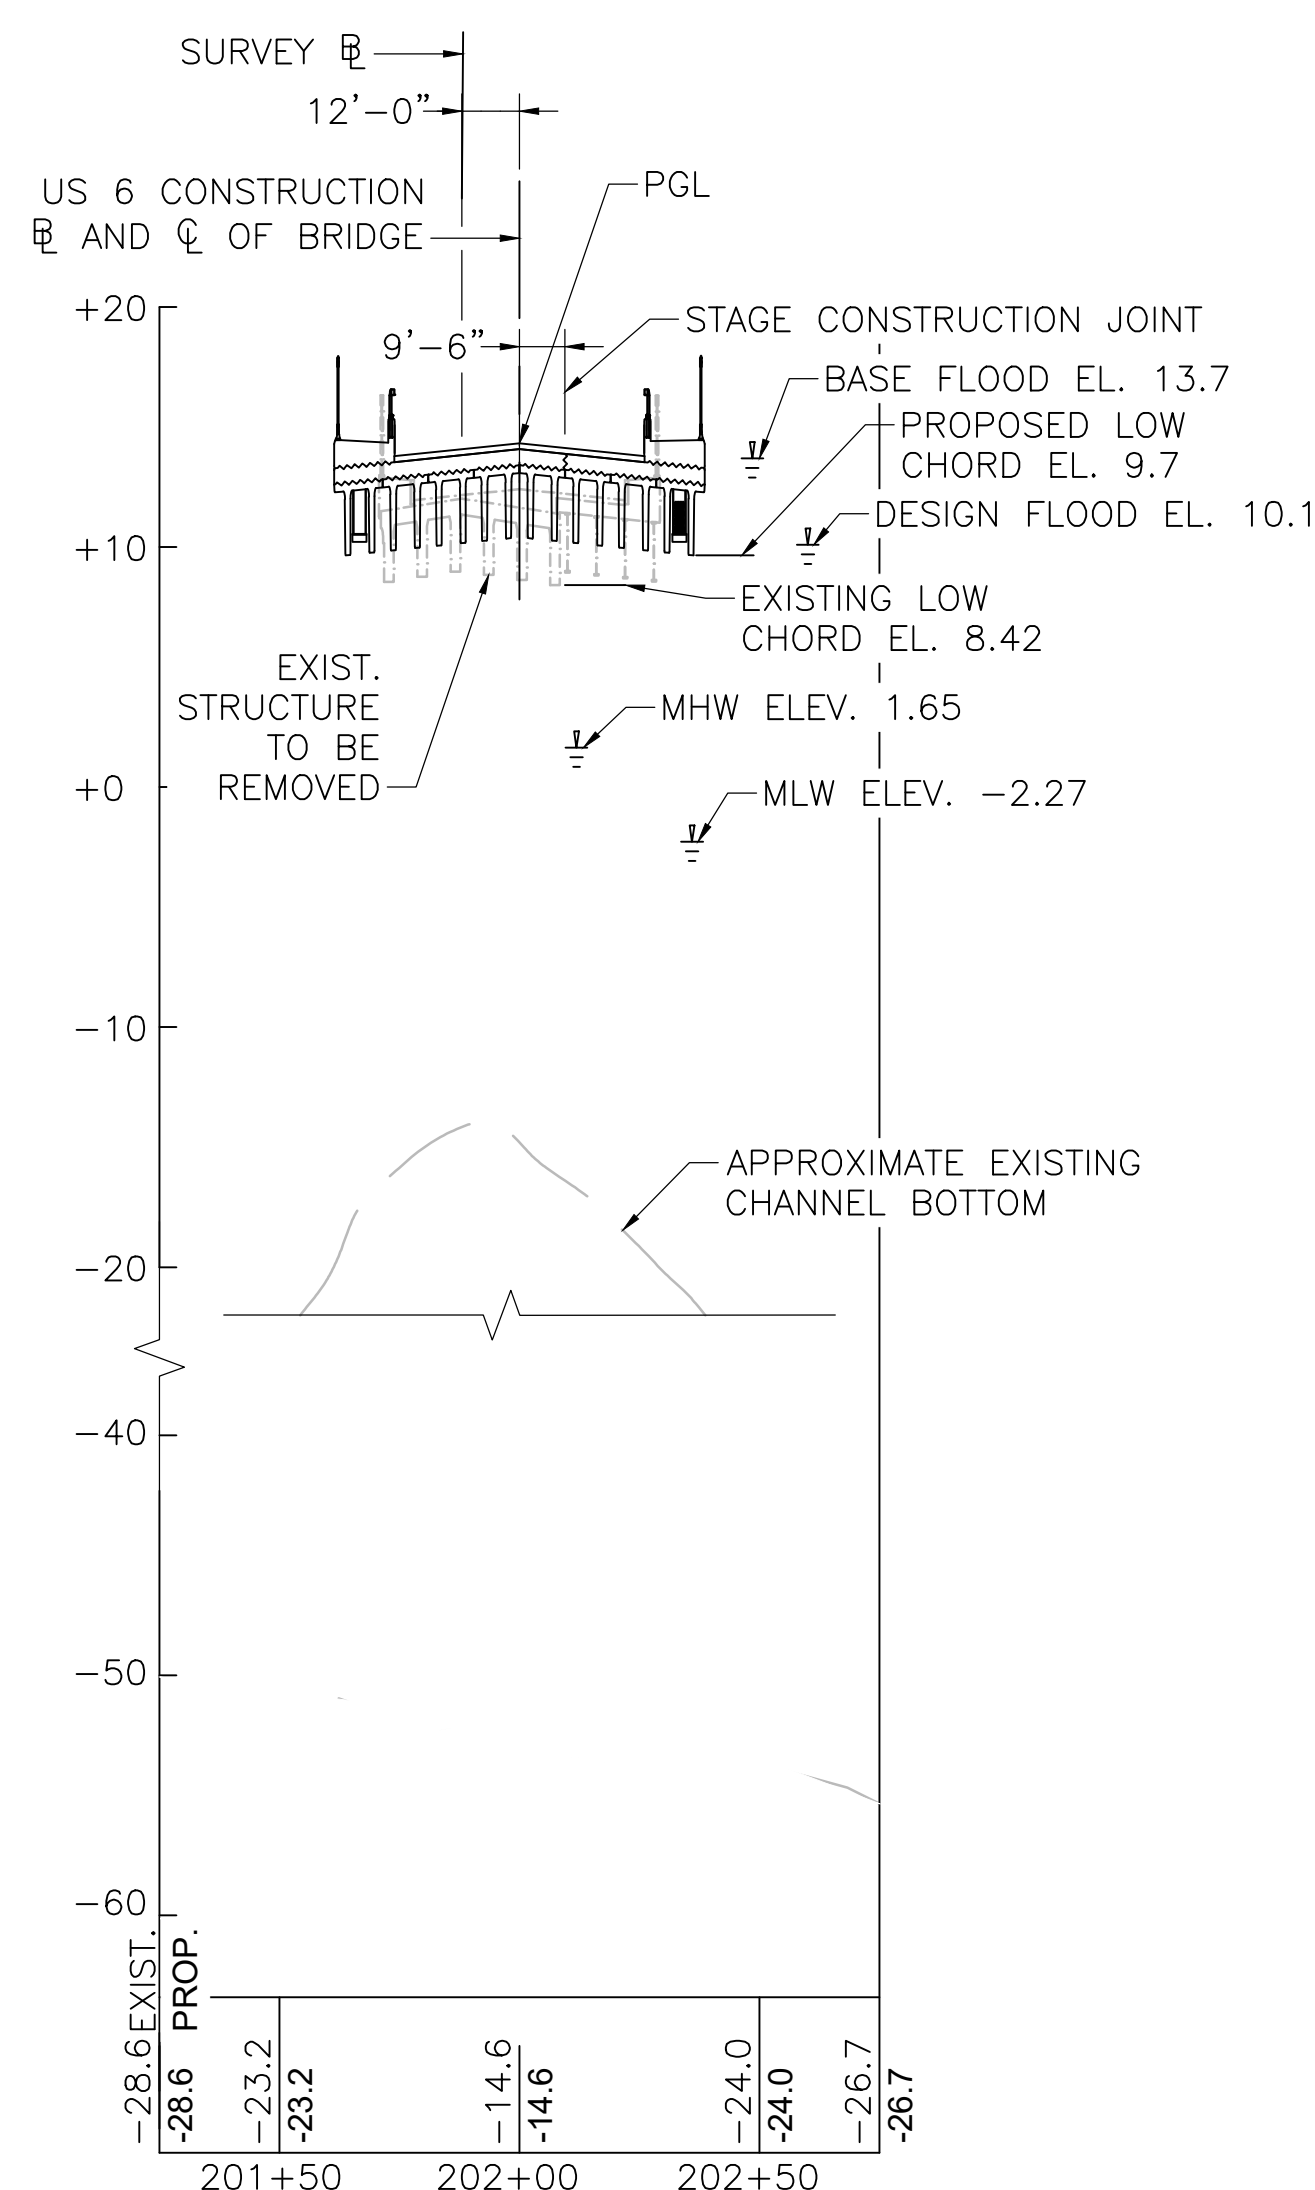 SURVEY ⅊
12'-0"
US 6 CONSTRUCTION
BL AND CL OF BRIDGE
PGL
+20
STAGE CONSTRUCTION JOINT
9'-6"
BASE FLOOD EL. 13.7
PROPOSED LOW
CHORD EL. 9.7
DESIGN FLOOD EL. 10.1
+10
EXISTING LOW
CHORD EL. 8.42
EXIST.
STRUCTURE
TO BE
REMOVED
MHW ELEV. 1.65
+0
MLW ELEV. -2.27
-10
APPROXIMATE EXISTING
CHANNEL BOTTOM
-20
-40
-50
-60
EXIST.
PROP.
-28.6
-28.6
-23.2
-23.2
-14.6
-14.6
-24.0
-24.0
-26.7
-26.7
201+50
202+00
202+50